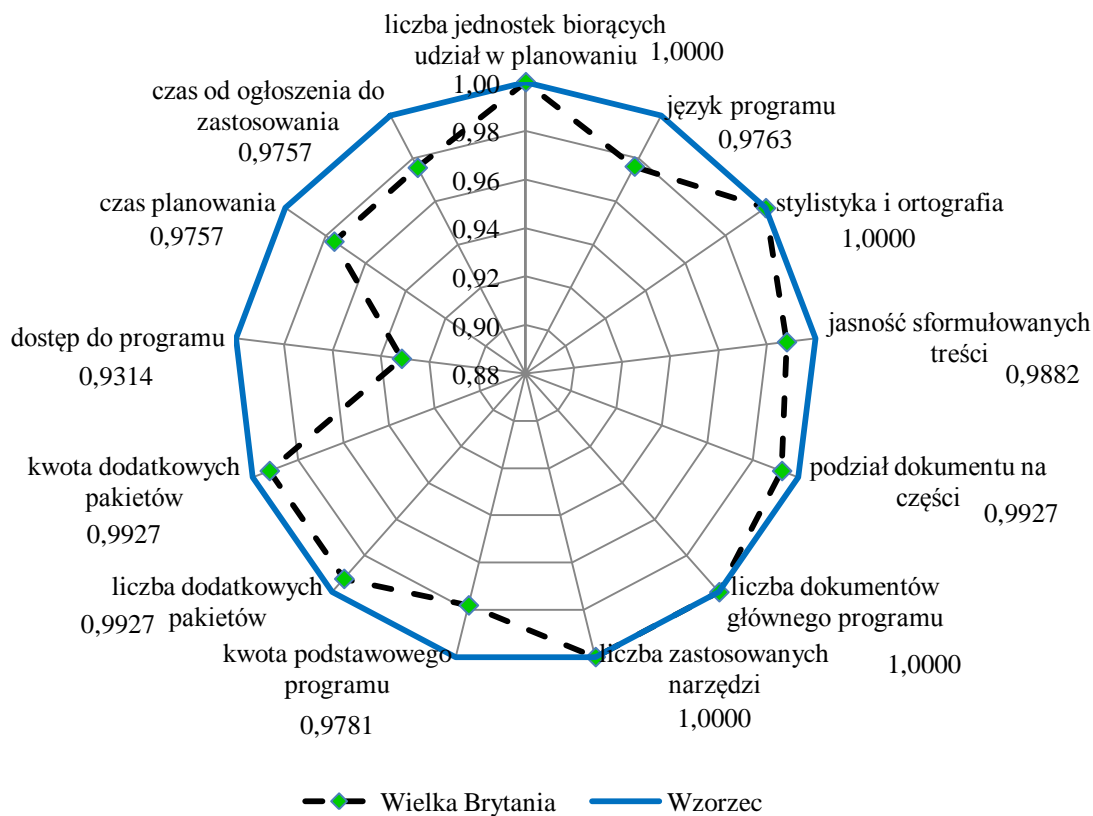 liczba jednostek biorących
udział w planowaniu
1,0000
język programu
0,9763
stylistyka i ortografia
1,0000
jasność sformułowanych
treści
0,9882
podział dokumentu na
części
0,9927
liczba dokumentów
głównego programu
1,0000
liczba zastosowanych
narzędzi
1,0000
kwota podstawowego
programu
0,9781
liczba dodatkowych
pakietów
0,9927
kwota dodatkowych
pakietów
0,9927
dostęp do programu
0,9314
czas planowania
0,9757
czas od ogłoszenia do
zastosowania
0,9757
1,00
0,98
0,96
0,94
0,92
0,90
0,88
Wielka Brytania
Wzorzec